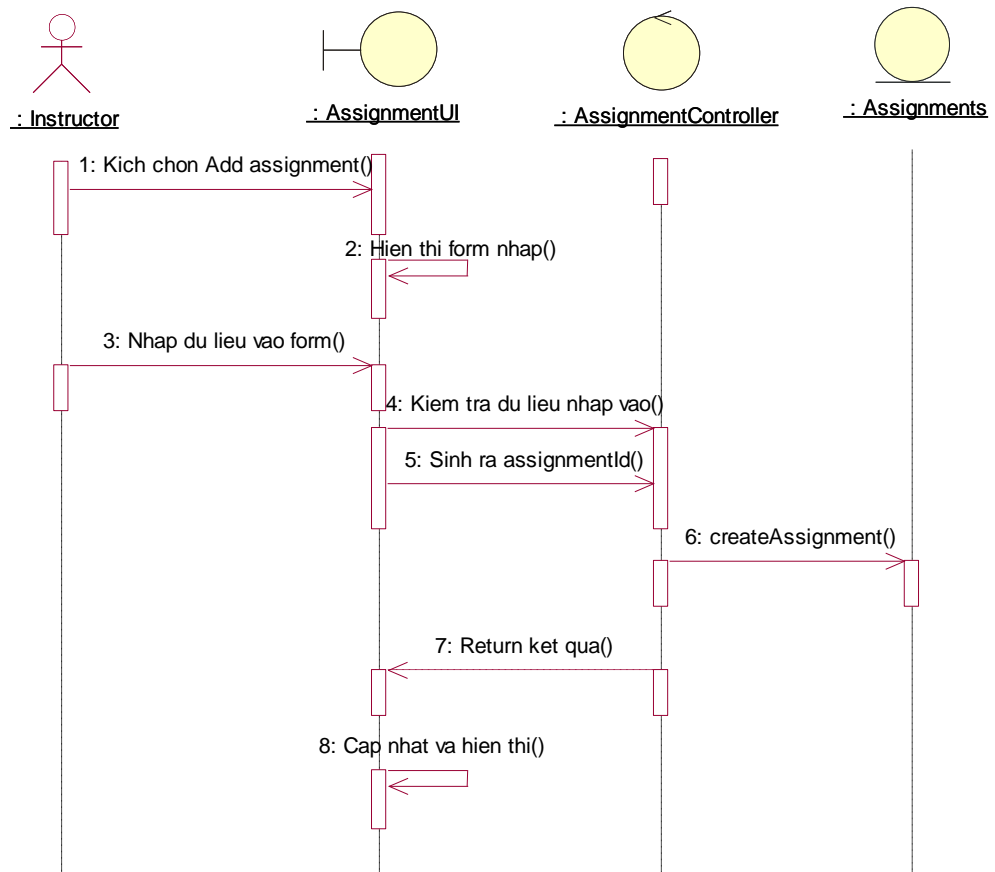 : Instructor
: AssignmentUI
: AssignmentController
: Assignments
1: Kich chon Add assignment()
2: Hien thi form nhap()
3: Nhap du lieu vao form()
4: Kiem tra du lieu nhap vao()
5: Sinh ra assignmentId()
6: createAssignment()
7: Return ket qua()
8: Cap nhat va hien thi()